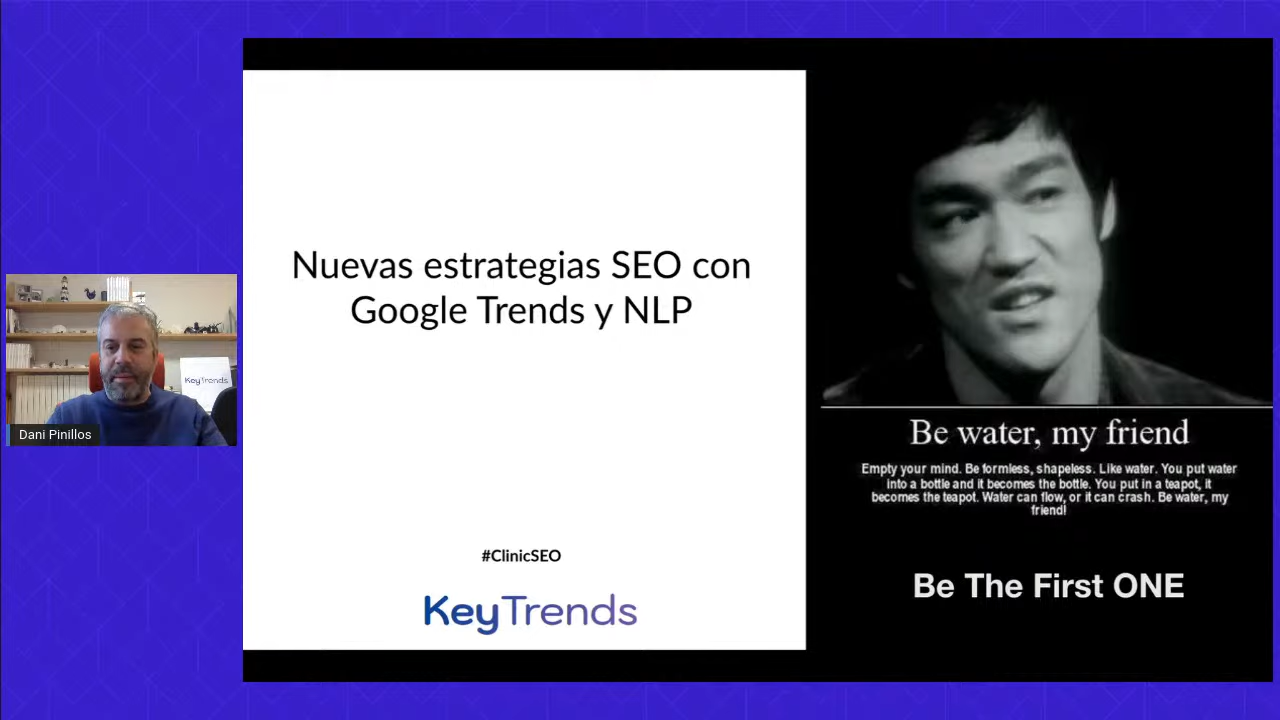 Nuevas estrategias SEO con
Google Trends y NLP
#ClinicSEO
KeyTrends
Be water, my friend
Empty your mind. Be formless, shapeless. Like water. You put water
into a bottle and it becomes the bottle. You put in a teapot, it
becomes the teapot. Water can flow, or it can crash. Be water, my
friend!
Be The First ONE
KeyTrends
Dani Pinillos